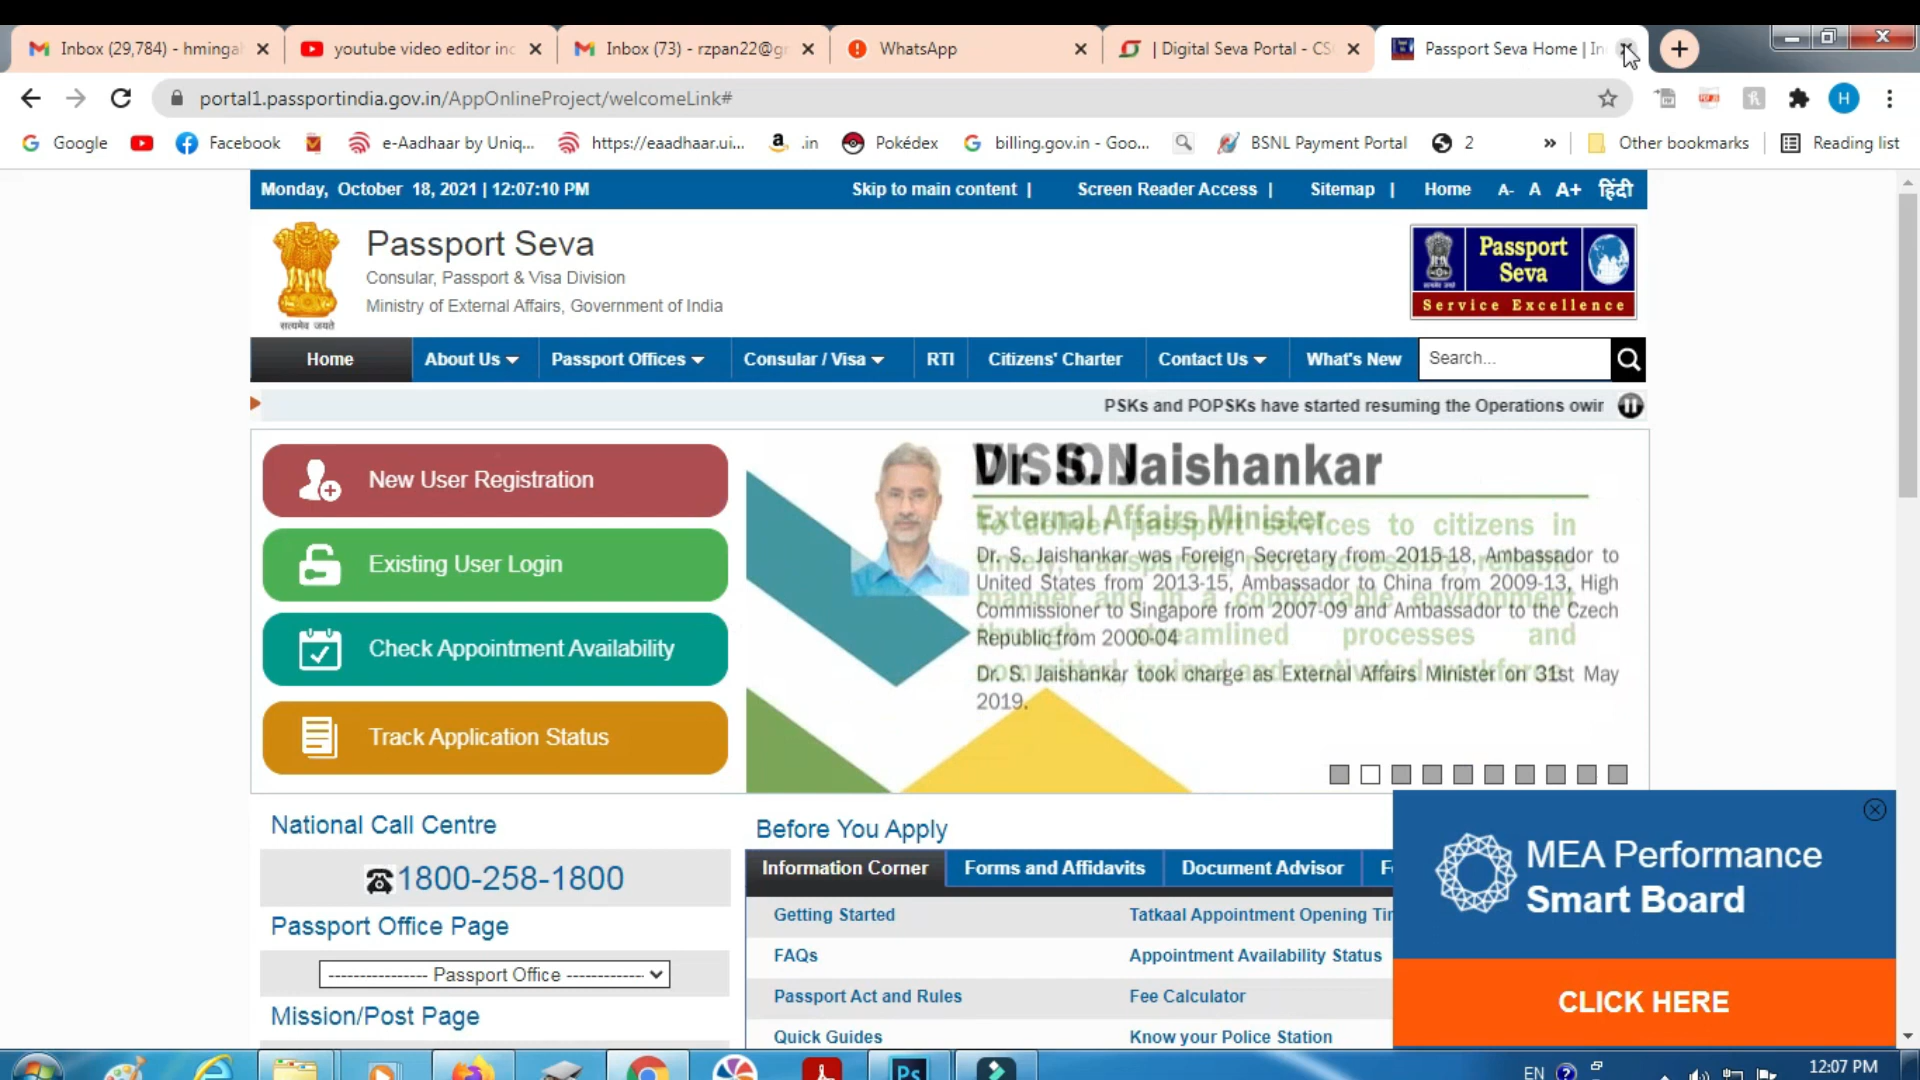 Inbox (29,784) - hminga
youtube video editor inc
Inbox (73) - rzpan22@g
WhatsApp
| Digital Seva Portal - CS
Passport Seva Home | In
portal1.passportindia.gov.in/AppOnlineProject/welcomeLink#
H
Google
Facebook
e-Aadhaar by Uniq...
https://eaadhaar.ui...
.in
Pokédex
billing.gov.in - Goo...
BSNL Payment Portal
2
»
Other bookmarks
Reading list
Monday, October 18, 2021 | 12:07:10 PM
Skip to main content |
Screen Reader Access |
Sitemap |
Home
A- A A+ हिंदी
Passport Seva
Consular, Passport & Visa Division
Ministry of External Affairs, Government of India
सत्यमेव जयते
Passport
Seva
Service Excellence
Home
About Us
Passport Offices
Consular / Visa
RTI
Citizens' Charter
Contact Us
What's New
Search...
PSKs and POPSKs have started resuming the Operations owin
New User Registration
Existing User Login
Check Appointment Availability
Track Application Status
Dr. S. Jaishankar
External Affairs Minister
Dr. S. Jaishankar was Foreign Secretary from 2015-18, Ambassador to
United States from 2013-15, Ambassador to China from 2009-13, High
Commissioner to Singapore from 2007-09 and Ambassador to the Czech
Republic from 2000-04
Dr. S. Jaishankar took charge as External Affairs Minister on 31st May
2019.
National Call Centre
1800-258-1800
Passport Office Page
---------------- Passport Office ------------
Mission/Post Page
Before You Apply
Information Corner
Forms and Affidavits
Document Advisor
Getting Started
Tatkaal Appointment Opening
FAQs
Appointment Availability Status
Passport Act and Rules
Fee Calculator
Quick Guides
Know your Police Station
MEA Performance
Smart Board
CLICK HERE
Ps
EN
12:07 PM